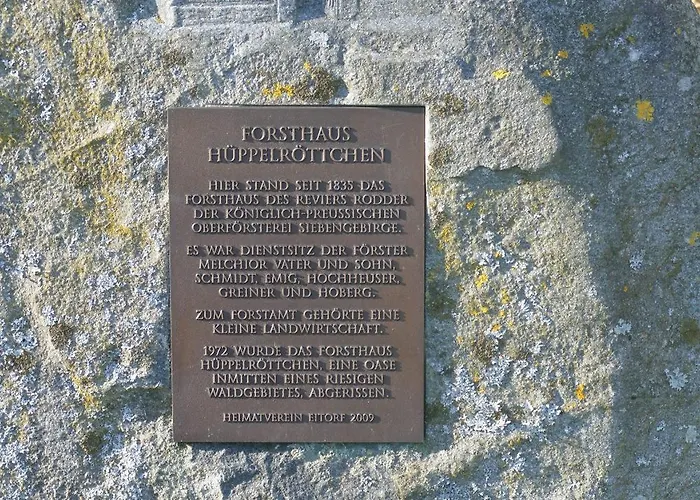 FORSTHAUS
HÜPPELRÖTTCHEN
HIER STAND SEIT 1835 DAS
FORSTHAUS DES REVIERS RODDER
DER KÖNIGLICH-PREUSSISCHEN
OBERFÖRSTEREI SIEBENGEBIRGE.
ES WAR DIENSTSITZ DER FÖRSTER
MELCHIOR VATER UND SOHN,
SCHMIDT, EMIG, HOCHHEUSER,
GREINER UND HOBERG.
ZUM FORSTAMT GEHÖRTE EINE
KLEINE LANDWIRTSCHAFT.
1972 WURDE DAS FORSTHAUS
HÜPPELRÖTTCHEN, EINE OASE
INMITTEN EINES RIESIGEN
WALDGEBIETES, ABGERISSEN.
HEIMATVEREIN EITORF 2009